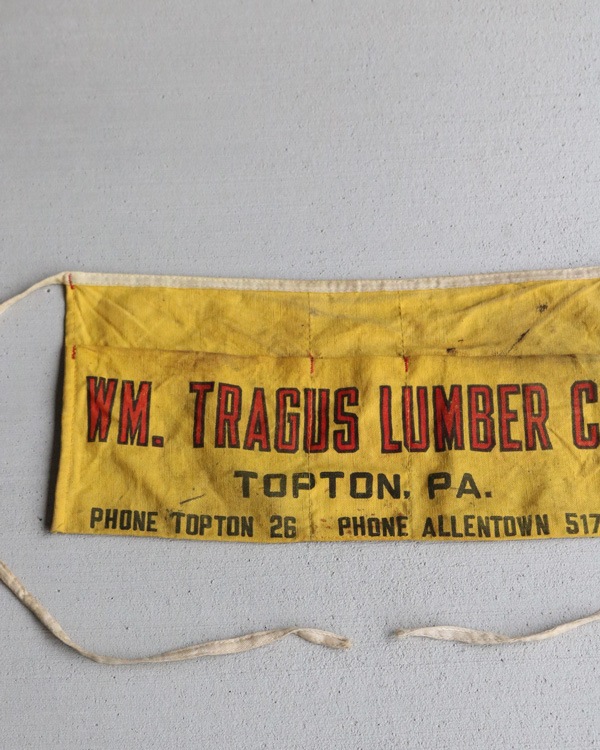 WM. TRAGUS LUMBER C
TOPTON, PA.
PHONE TOPTON 26 PHONE ALLENTOWN 517